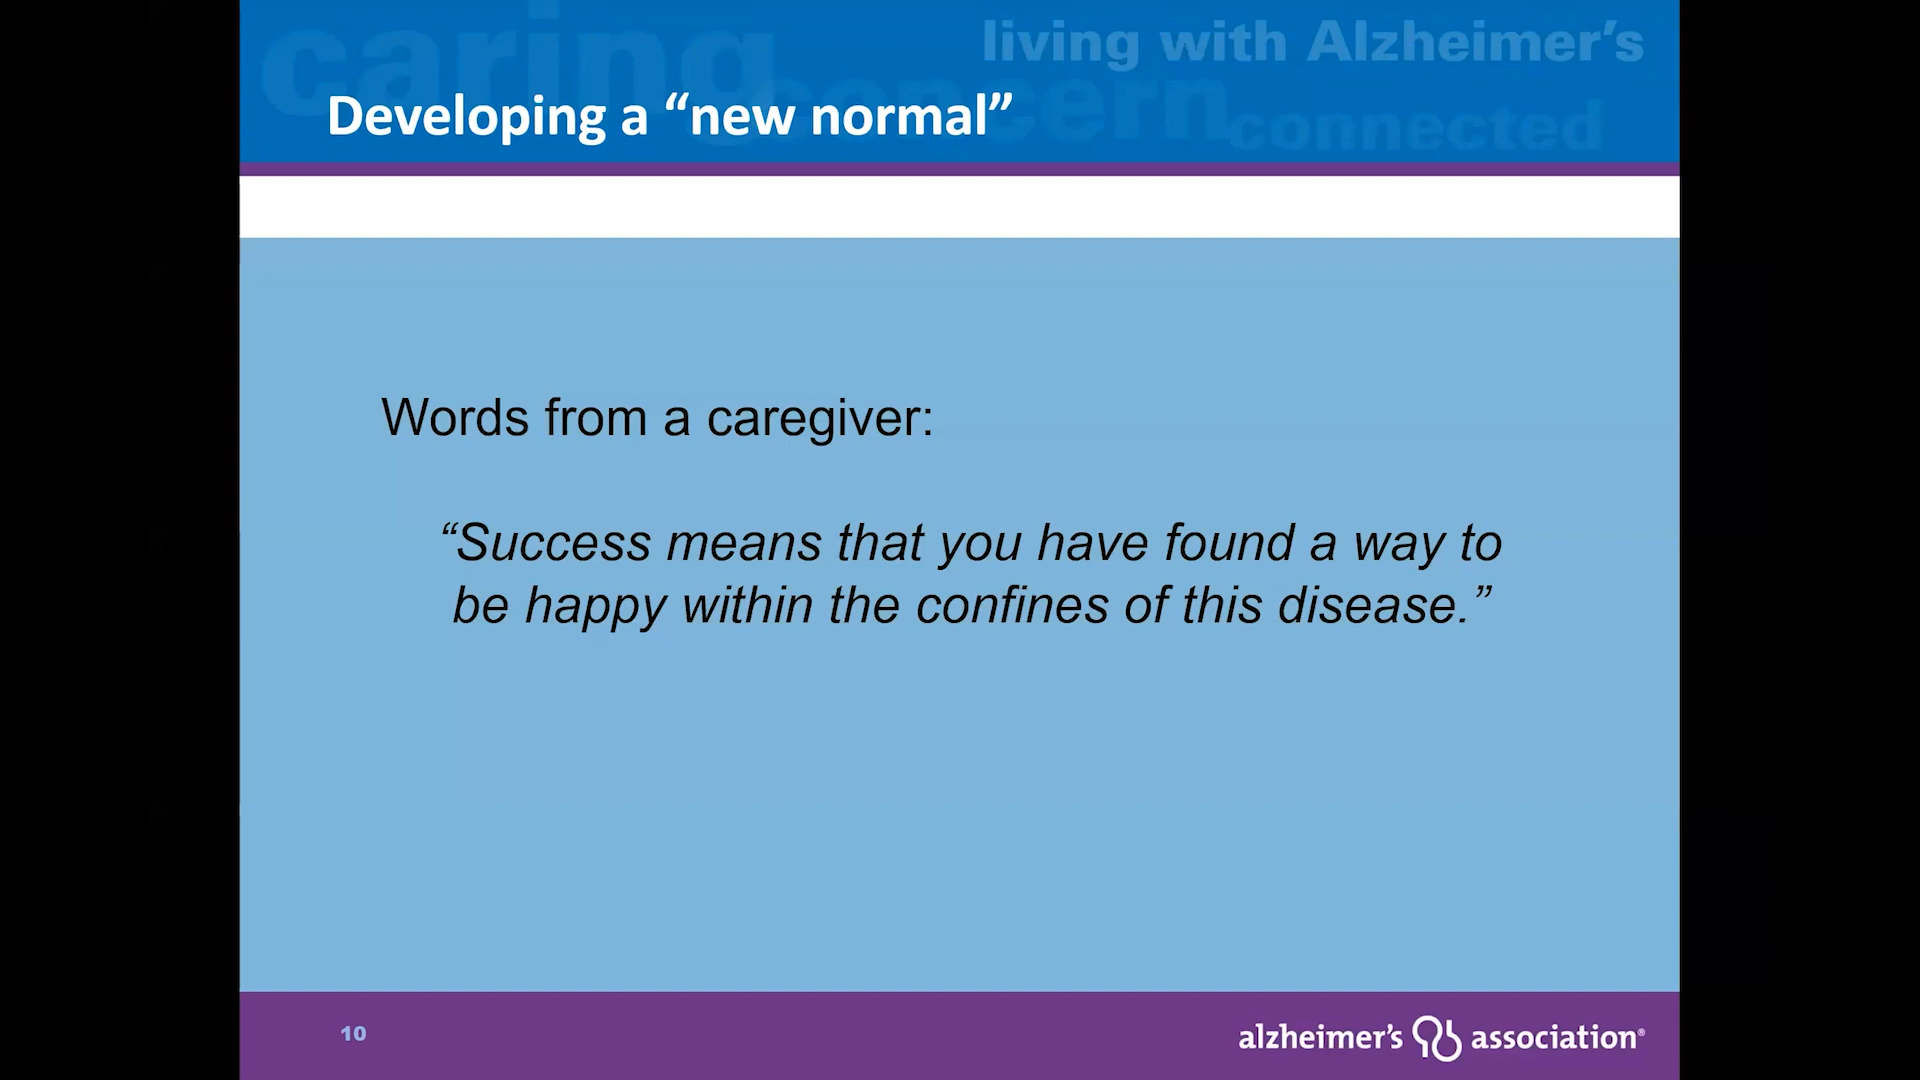 caring
living with Alzheimer’s
concern
connected
Developing a “new normal”
Words from a caregiver:
“Success means that you have found a way to
be happy within the confines of this disease.”
10
alzheimer’s association®